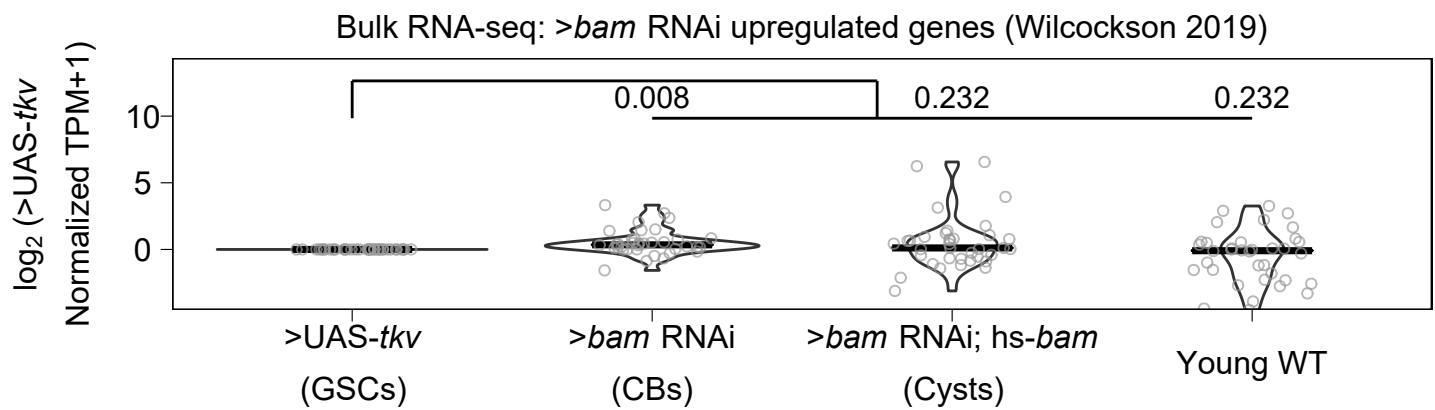 Bulk RNA-seq: >bam RNAi upregulated genes (Wilcockson 2019)
log2 (>UAS-tkv
Normalized TPM+1)
10
5
0
0.008
0.232
0.232
>UAS-tkv
(GSCs)
>bam RNAi
(CBs)
>bam RNAi; hs-bam
(Cysts)
Young WT